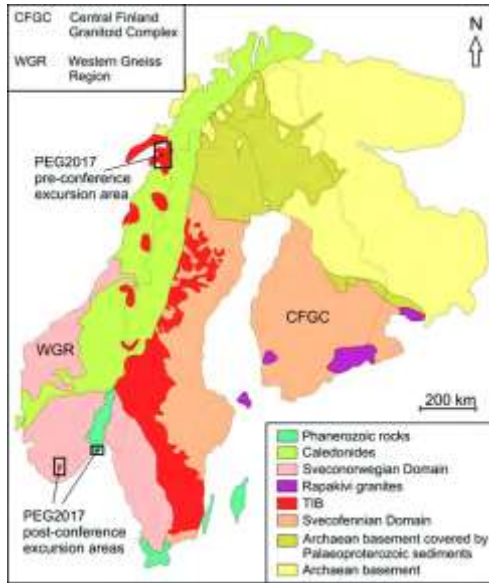 CFGC Central Finland
Granitoid Complex
WGR Western Gneiss
Region
N
PEG2017
pre-conference
excursion area
CFGC
WGR
200 km
PEG2017
post-conference
excursion areas
Phanerozoic rocks
Caledonides
Sveconorwegian Domain
Rapakivi granites
TIB
Svecofennian Domain
Archaean basement covered by
Palaeoproterozoic sediments
Archaean basement